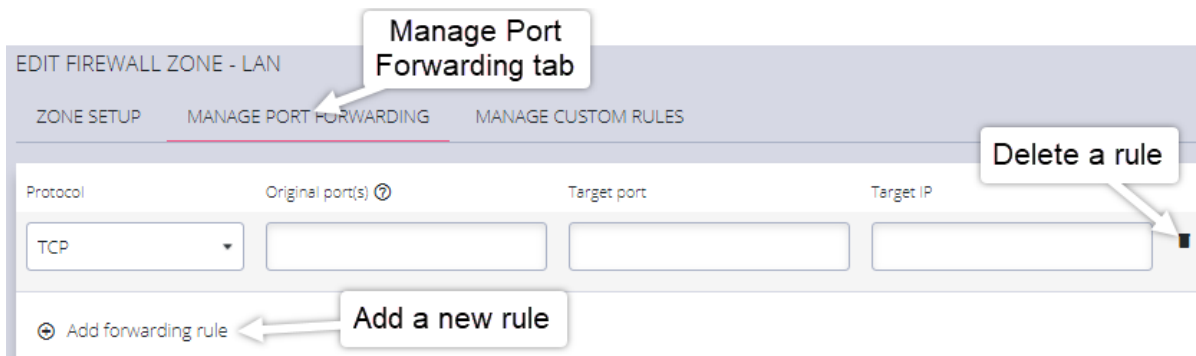 Manage Port
Forwarding tab
EDIT FIREWALL ZONE - LAN
ZONE SETUP MANAGE PORT FORWARDING MANAGE CUSTOM RULES
Delete a rule
Protocol Original port(s) Target port Target IP
TCP
Add forwarding rule
Add a new rule